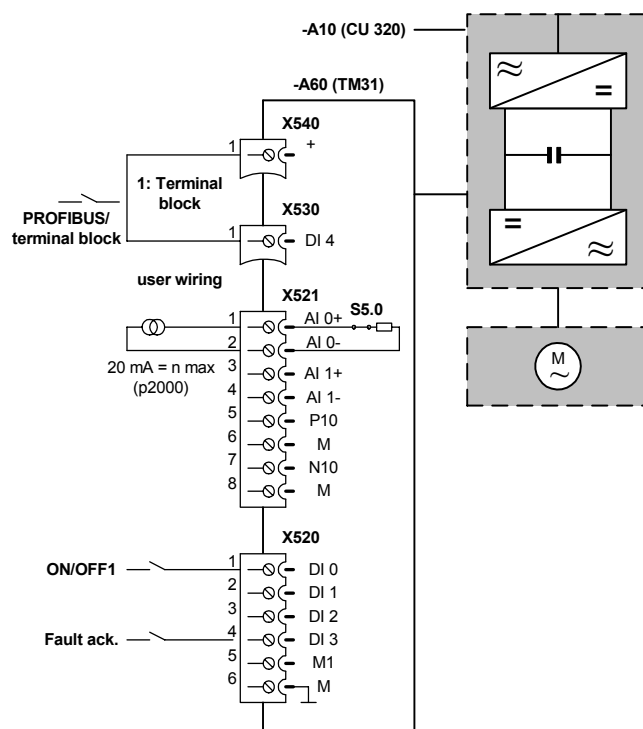 -A10 (CU 320)
-A60 (TM31)
X540
1
+
1: Terminal
block
PROFIBUS/
terminal block
X530
1
DI 4
user wiring
X521
S5.0
1
AI 0+
2
AI 0-
20 mA = n max
(p2000)
3
AI 1+
4
AI 1-
5
P10
6
M
7
N10
8
M
X520
ON/OFF1
1
DI 0
2
DI 1
3
DI 2
Fault ack.
4
DI 3
5
M1
6
M
M